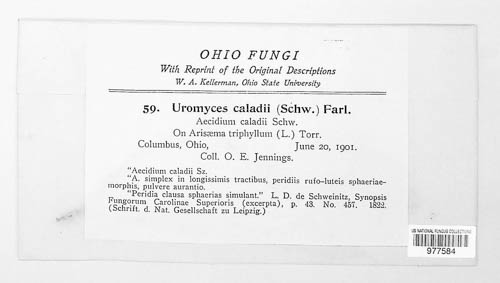 OHIO FUNGI
With Reprint of the Original Descriptions
W. A. Kellerman, Ohio State University
59. Uromyces caladii (Schw.) Farl.
Aecidium caladii Schw.
On Arisæma triphyllum (L.) Torr.
Columbus, Ohio, June 20, 1901.
Coll. O. E. Jennings.
"Aecidium caladii Sz.
"A. simplex in longissimis tractibus, peridiis rufo-luteis sphaeriae-
morphis, pulvere aurantio.
"Peridia clausa sphaerias simulant." L. D. de Schweinitz, Synopsis
Fungorum Carolinae Superioris (excerpta), p. 43. No. 457. 1822.
(Schrift. d. Nat. Gesellschaft zu Leipzig.)
US NATIONAL FUNGUS COLLECTIONS
977584